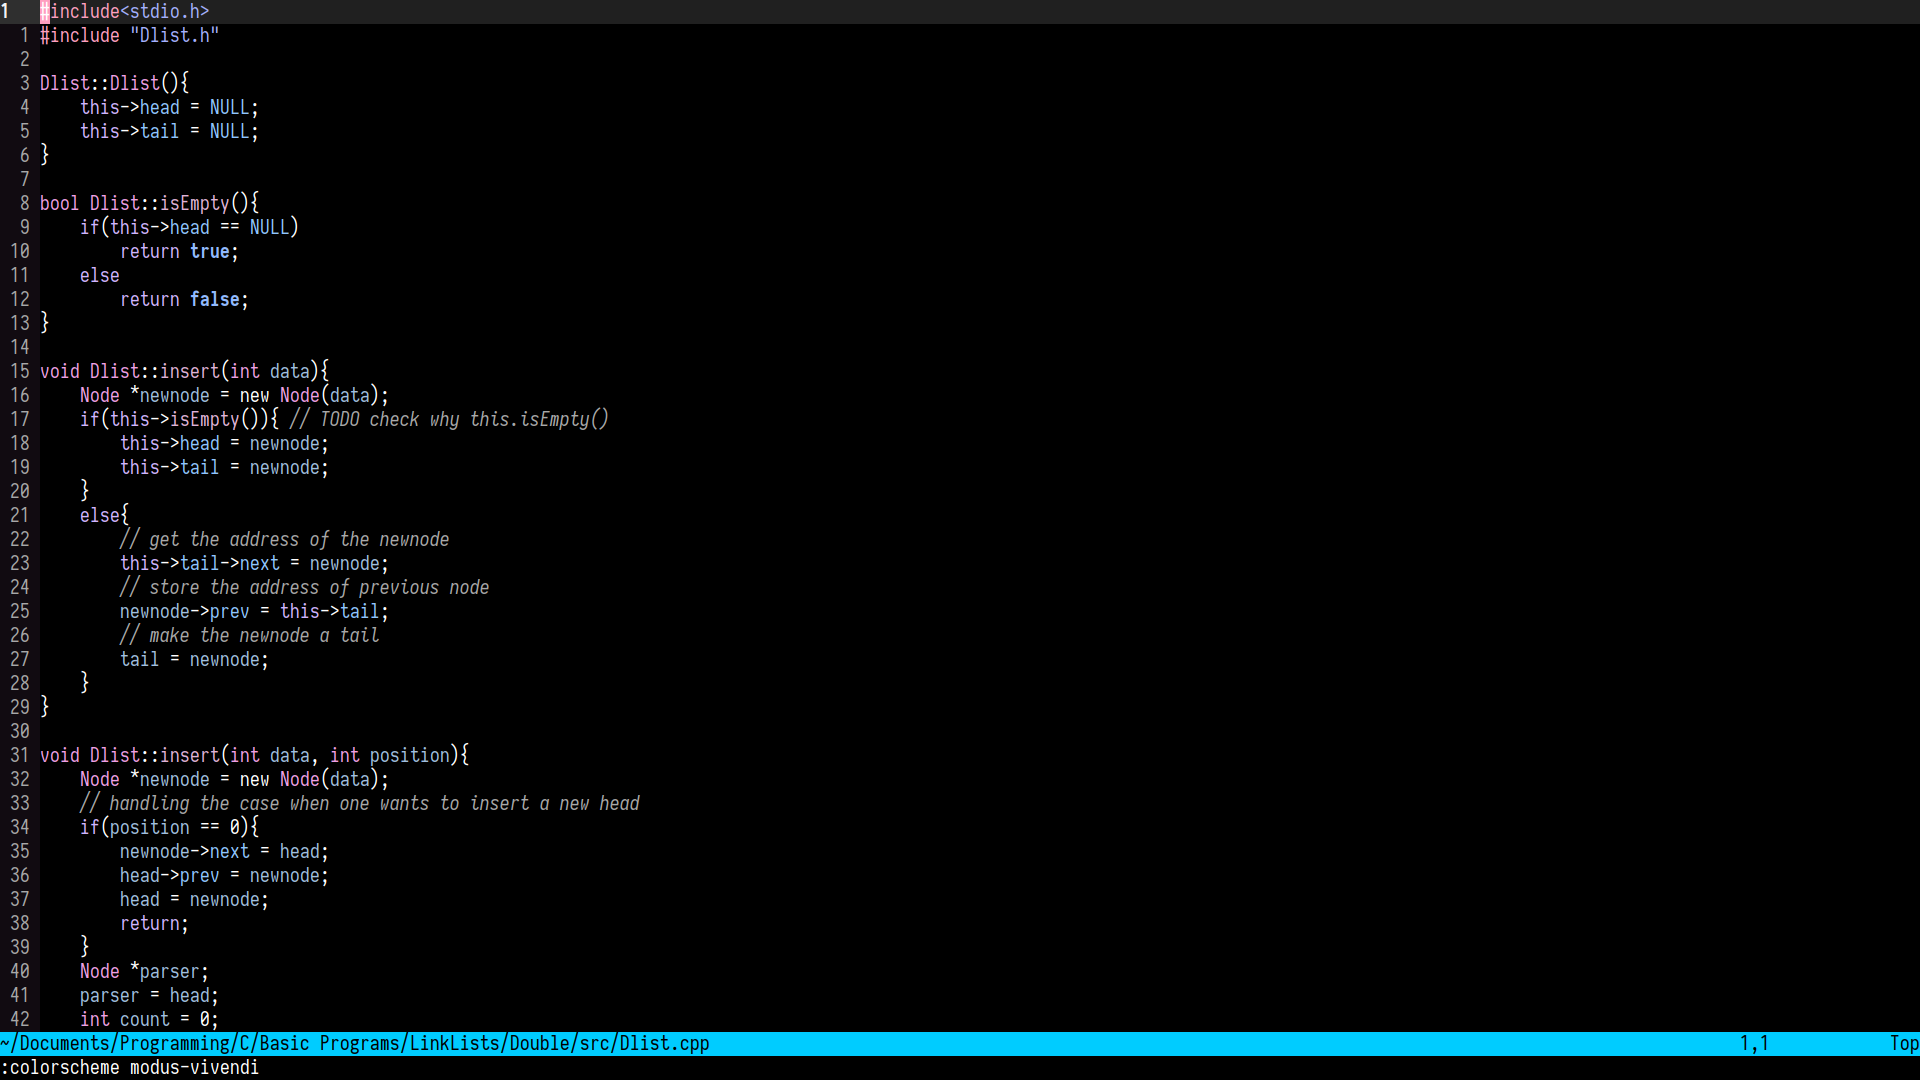 1   #include<stdio.h>
  1 #include "Dlist.h"
  2
  3 Dlist::Dlist(){
  4     this->head = NULL;
  5     this->tail = NULL;
  6 }
  7
  8 bool Dlist::isEmpty(){
  9     if(this->head == NULL)
 10         return true;
 11     else
 12         return false;
 13 }
 14
 15 void Dlist::insert(int data){
 16     Node *newnode = new Node(data);
 17     if(this->isEmpty()){ // TODO check why this.isEmpty()
 18         this->head = newnode;
 19         this->tail = newnode;
 20     }
 21     else{
 22         // get the address of the newnode
 23         this->tail->next = newnode;
 24         // store the address of previous node
 25         newnode->prev = this->tail;
 26         // make the newnode a tail
 27         tail = newnode;
 28     }
 29 }
 30
 31 void Dlist::insert(int data, int position){
 32     Node *newnode = new Node(data);
 33     // handling the case when one wants to insert a new head
 34     if(position == 0){
 35         newnode->next = head;
 36         head->prev = newnode;
 37         head = newnode;
 38         return;
 39     }
 40     Node *parser;
 41     parser = head;
 42     int count = 0;
~/Documents/Programming/C/Basic Programs/LinkLists/Double/src/Dlist.cpp 1,1 Top
:colorscheme modus-vivendi